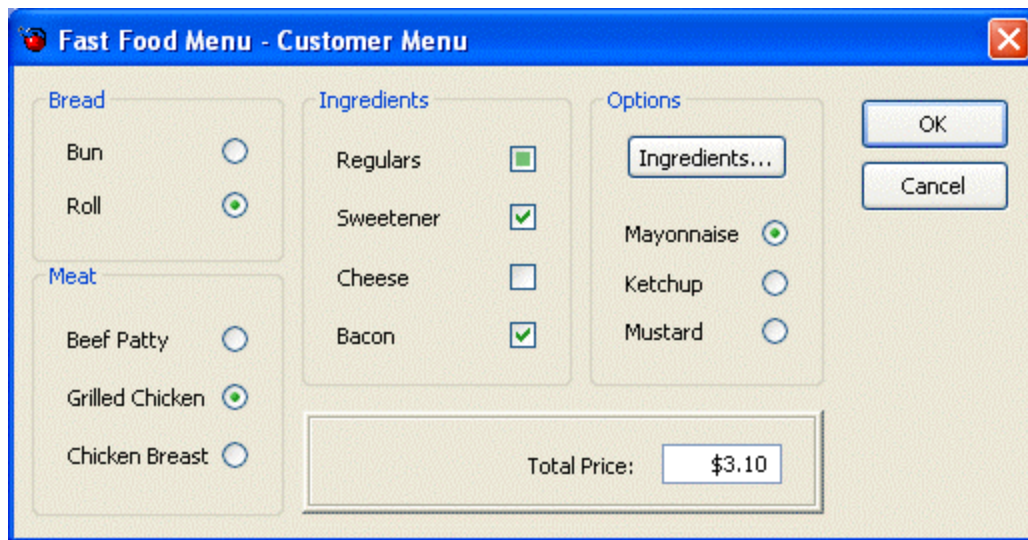 Fast Food Menu - Customer Menu
Bread
Bun
Roll
Meat
Beef Patty
Grilled Chicken
Chicken Breast
Ingredients
Regulars
Sweetener
Cheese
Bacon
Options
Ingredients...
Mayonnaise
Ketchup
Mustard
OK
Cancel
Total Price: $3.10